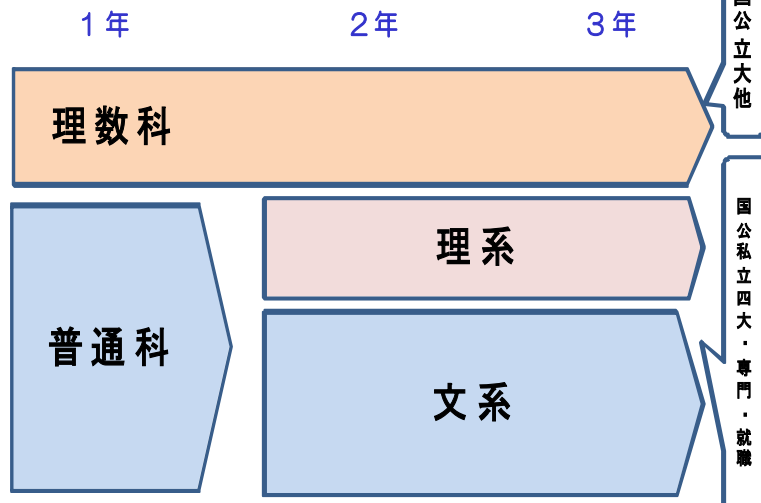 1年 2年 3年
理数科
国公立大他
普通科
理系
文系
国公私立四大・専門・就職